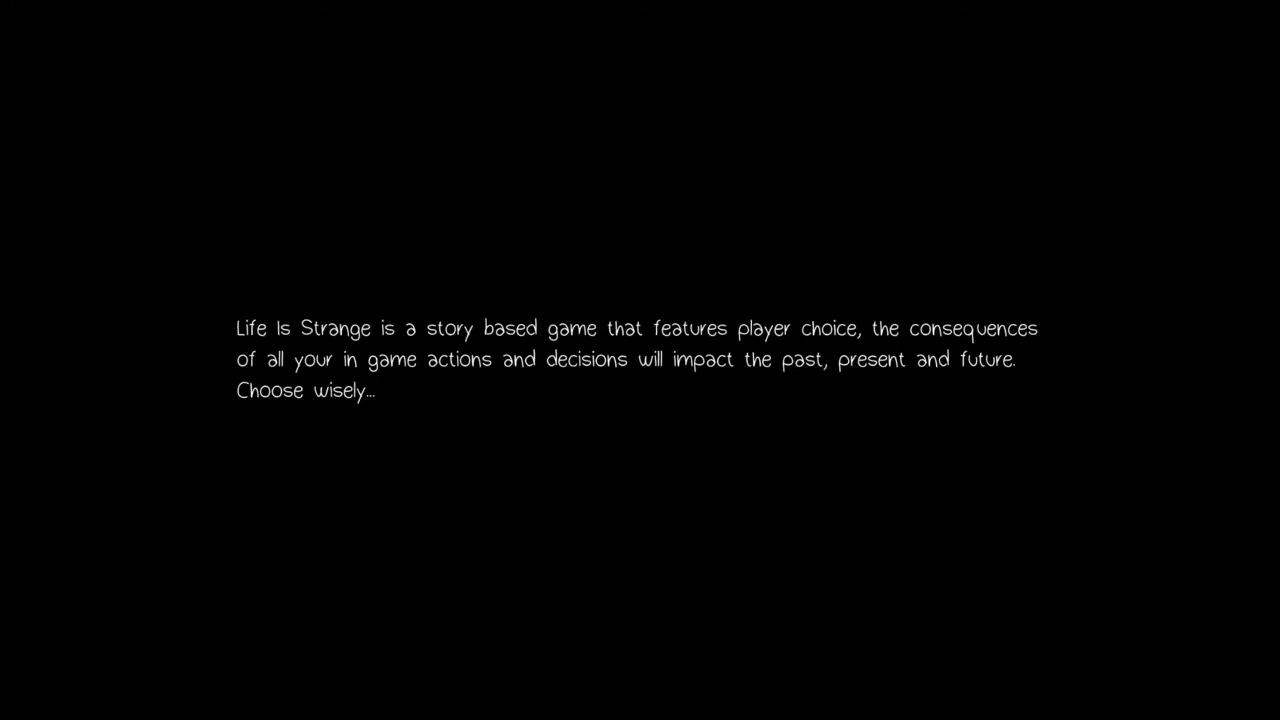 Life Is Strange is a story based game that features player choice, the consequences
of all your in game actions and decisions will impact the past, present and future.
Choose wisely...